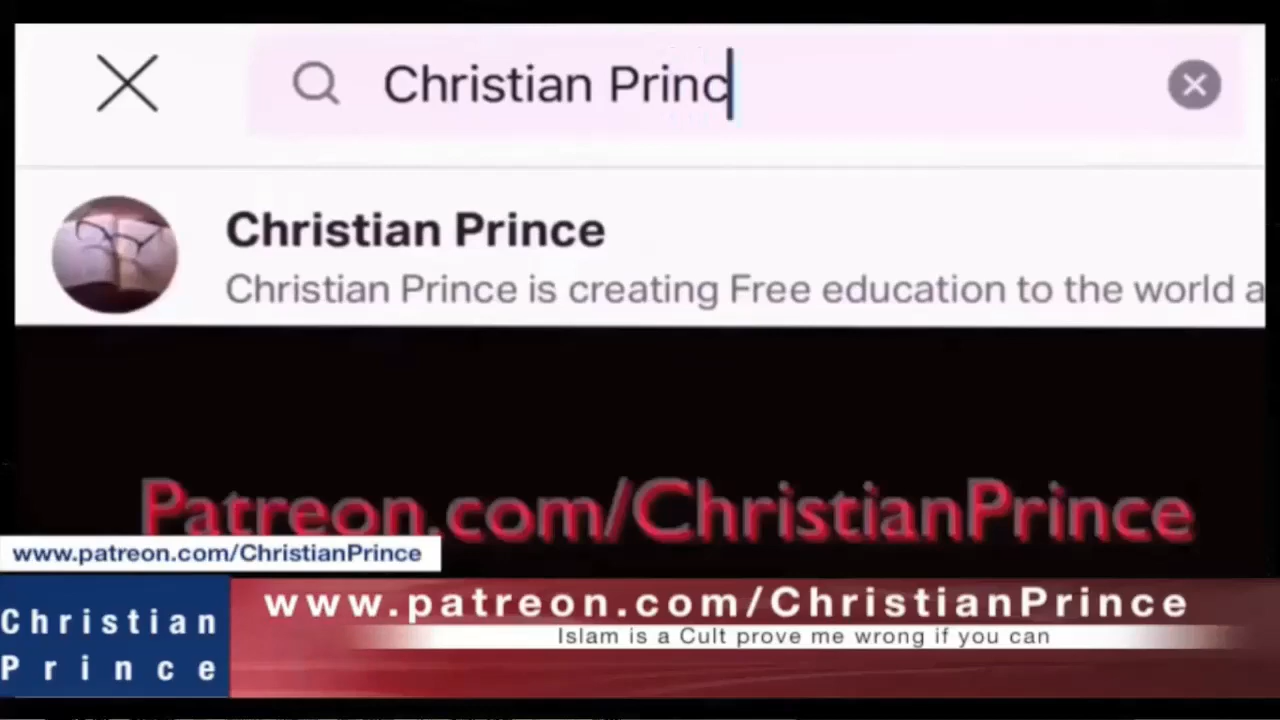 Christian Princ
Christian Prince
Christian Prince is creating Free education to the world a
Patreon.com/ChristianPrince
www.patreon.com/ChristianPrince
Christian
Prince
www.patreon.com/ChristianPrince
Islam is a Cult prove me wrong if you can